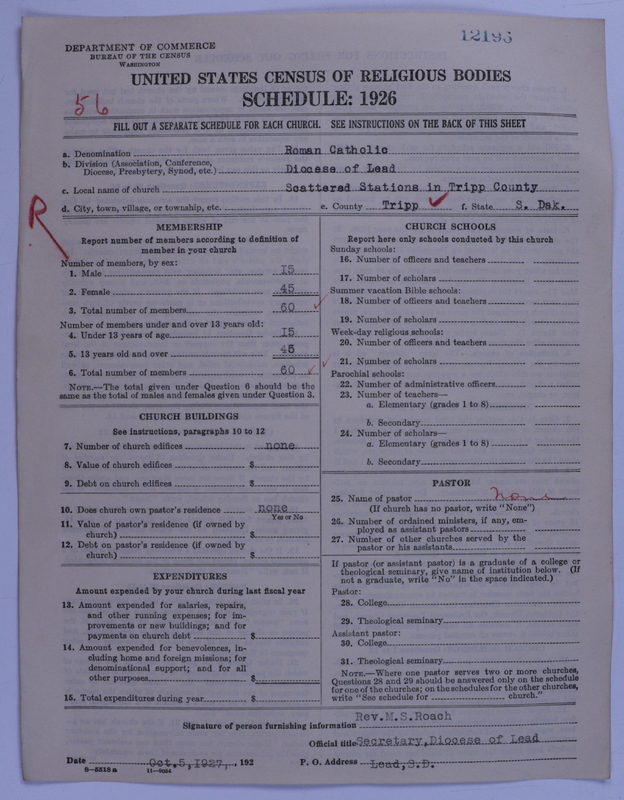 12195
DEPARTMENT OF COMMERCE
BUREAU OF THE CENSUS
WASHINGTON
UNITED STATES CENSUS OF RELIGIOUS BODIES
SCHEDULE: 1926
56
FILL OUT A SEPARATE SCHEDULE FOR EACH CHURCH. SEE INSTRUCTIONS ON THE BACK OF THIS SHEET
a. Denomination Roman Catholic
b. Division (Association, Conference, Diocese, Presbytery, Synod, etc.) Diocese of Lead
c. Local name of church Scattered Stations in Tripp County
d. City, town, village, or township, etc. e. County Tripp ✓ f. State S. Dak.
R
MEMBERSHIP
Report number of members according to definition of
member in your church
Number of members, by sex:
1. Male 15
2. Female 45
3. Total number of members 60 ✓
Number of members under and over 13 years old:
4. Under 13 years of age 15
5. 13 years old and over 45
6. Total number of members 60 ✓
NOTE.—The total given under Question 6 should be the
same as the total of males and females given under Question 3.
CHURCH BUILDINGS
See instructions, paragraphs 10 to 12
7. Number of church edifices none
8. Value of church edifices $
9. Debt on church edifices $
10. Does church own pastor's residence none
Yes or No
11. Value of pastor's residence (if owned by
church) $
12. Debt on pastor's residence (if owned by
church) $
EXPENDITURES
Amount expended by your church during last fiscal year
13. Amount expended for salaries, repairs,
and other running expenses; for im-
provements or new buildings; and for
payments on church debt $
14. Amount expended for benevolences, in-
cluding home and foreign missions; for
denominational support; and for all
other purposes $
15. Total expenditures during year $
CHURCH SCHOOLS
Report here only schools conducted by this church
Sunday schools:
16. Number of officers and teachers
17. Number of scholars
Summer vacation Bible schools:
18. Number of officers and teachers
19. Number of scholars
Week-day religious schools:
20. Number of officers and teachers
21. Number of scholars
Parochial schools:
22. Number of administrative officers
23. Number of teachers—
a. Elementary (grades 1 to 8)
b. Secondary
24. Number of scholars—
a. Elementary (grades 1 to 8)
b. Secondary
PASTOR
25. Name of pastor None
(If church has no pastor, write "None")
26. Number of ordained ministers, if any, em-
ployed as assistant pastors
27. Number of other churches served by the
pastor or his assistants
If pastor (or assistant pastor) is a graduate of a college or
theological seminary, give name of institution below. (If
not a graduate, write "No" in the space indicated.)
Pastor:
28. College
29. Theological seminary
Assistant pastor:
30. College
31. Theological seminary
NOTE.—Where one pastor serves two or more churches,
Questions 28 and 29 should be answered only on the schedule
for one of the churches; on the schedules for the other churches,
write "See schedule for church."
Signature of person furnishing information Rev.M.S.Roach
Official title Secretary,Diocese of Lead
Date Oct.5,1927, , 192 P. O. Address Lead,S.D.
8—5518 a 11—9054